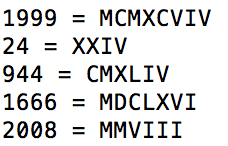 1999 = MCMXCVIV
24 = XXIV
944 = CMXLIV
1666 = MDCLXVI
2008 = MMVIII